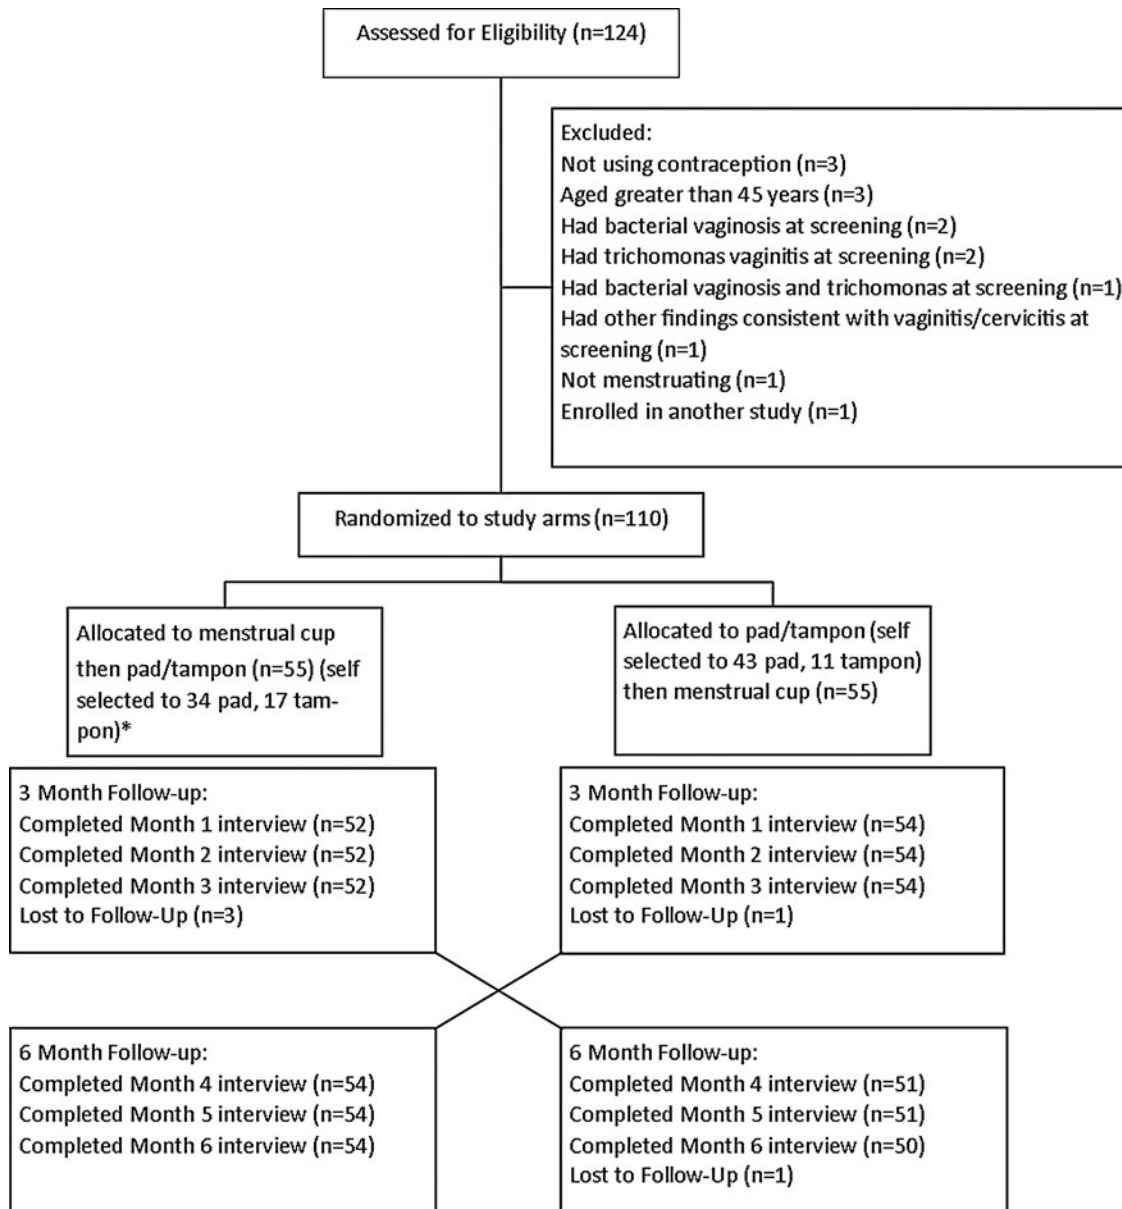 Assessed for Eligibility (n=124)
Excluded:
Not using contraception (n=3)
Aged greater than 45 years (n=3)
Had bacterial vaginosis at screening (n=2)
Had trichomonas vaginitis at screening (n=2)
Had bacterial vaginosis and trichomonas at screening (n=1)
Had other findings consistent with vaginitis/cervicitis at
screening (n=1)
Not menstruating (n=1)
Enrolled in another study (n=1)
Randomized to study arms (n=110)
Allocated to menstrual cup
then pad/tampon (n=55) (self
selected to 34 pad, 17 tam-
pon)*
Allocated to pad/tampon (self
selected to 43 pad, 11 tampon)
then menstrual cup (n=55)
3 Month Follow-up:
Completed Month 1 interview (n=52)
Completed Month 2 interview (n=52)
Completed Month 3 interview (n=52)
Lost to Follow-Up (n=3)
3 Month Follow-up:
Completed Month 1 interview (n=54)
Completed Month 2 interview (n=54)
Completed Month 3 interview (n=54)
Lost to Follow-Up (n=1)
6 Month Follow-up:
Completed Month 4 interview (n=54)
Completed Month 5 interview (n=54)
Completed Month 6 interview (n=54)
6 Month Follow-up:
Completed Month 4 interview (n=51)
Completed Month 5 interview (n=51)
Completed Month 6 interview (n=50)
Lost to Follow-Up (n=1)